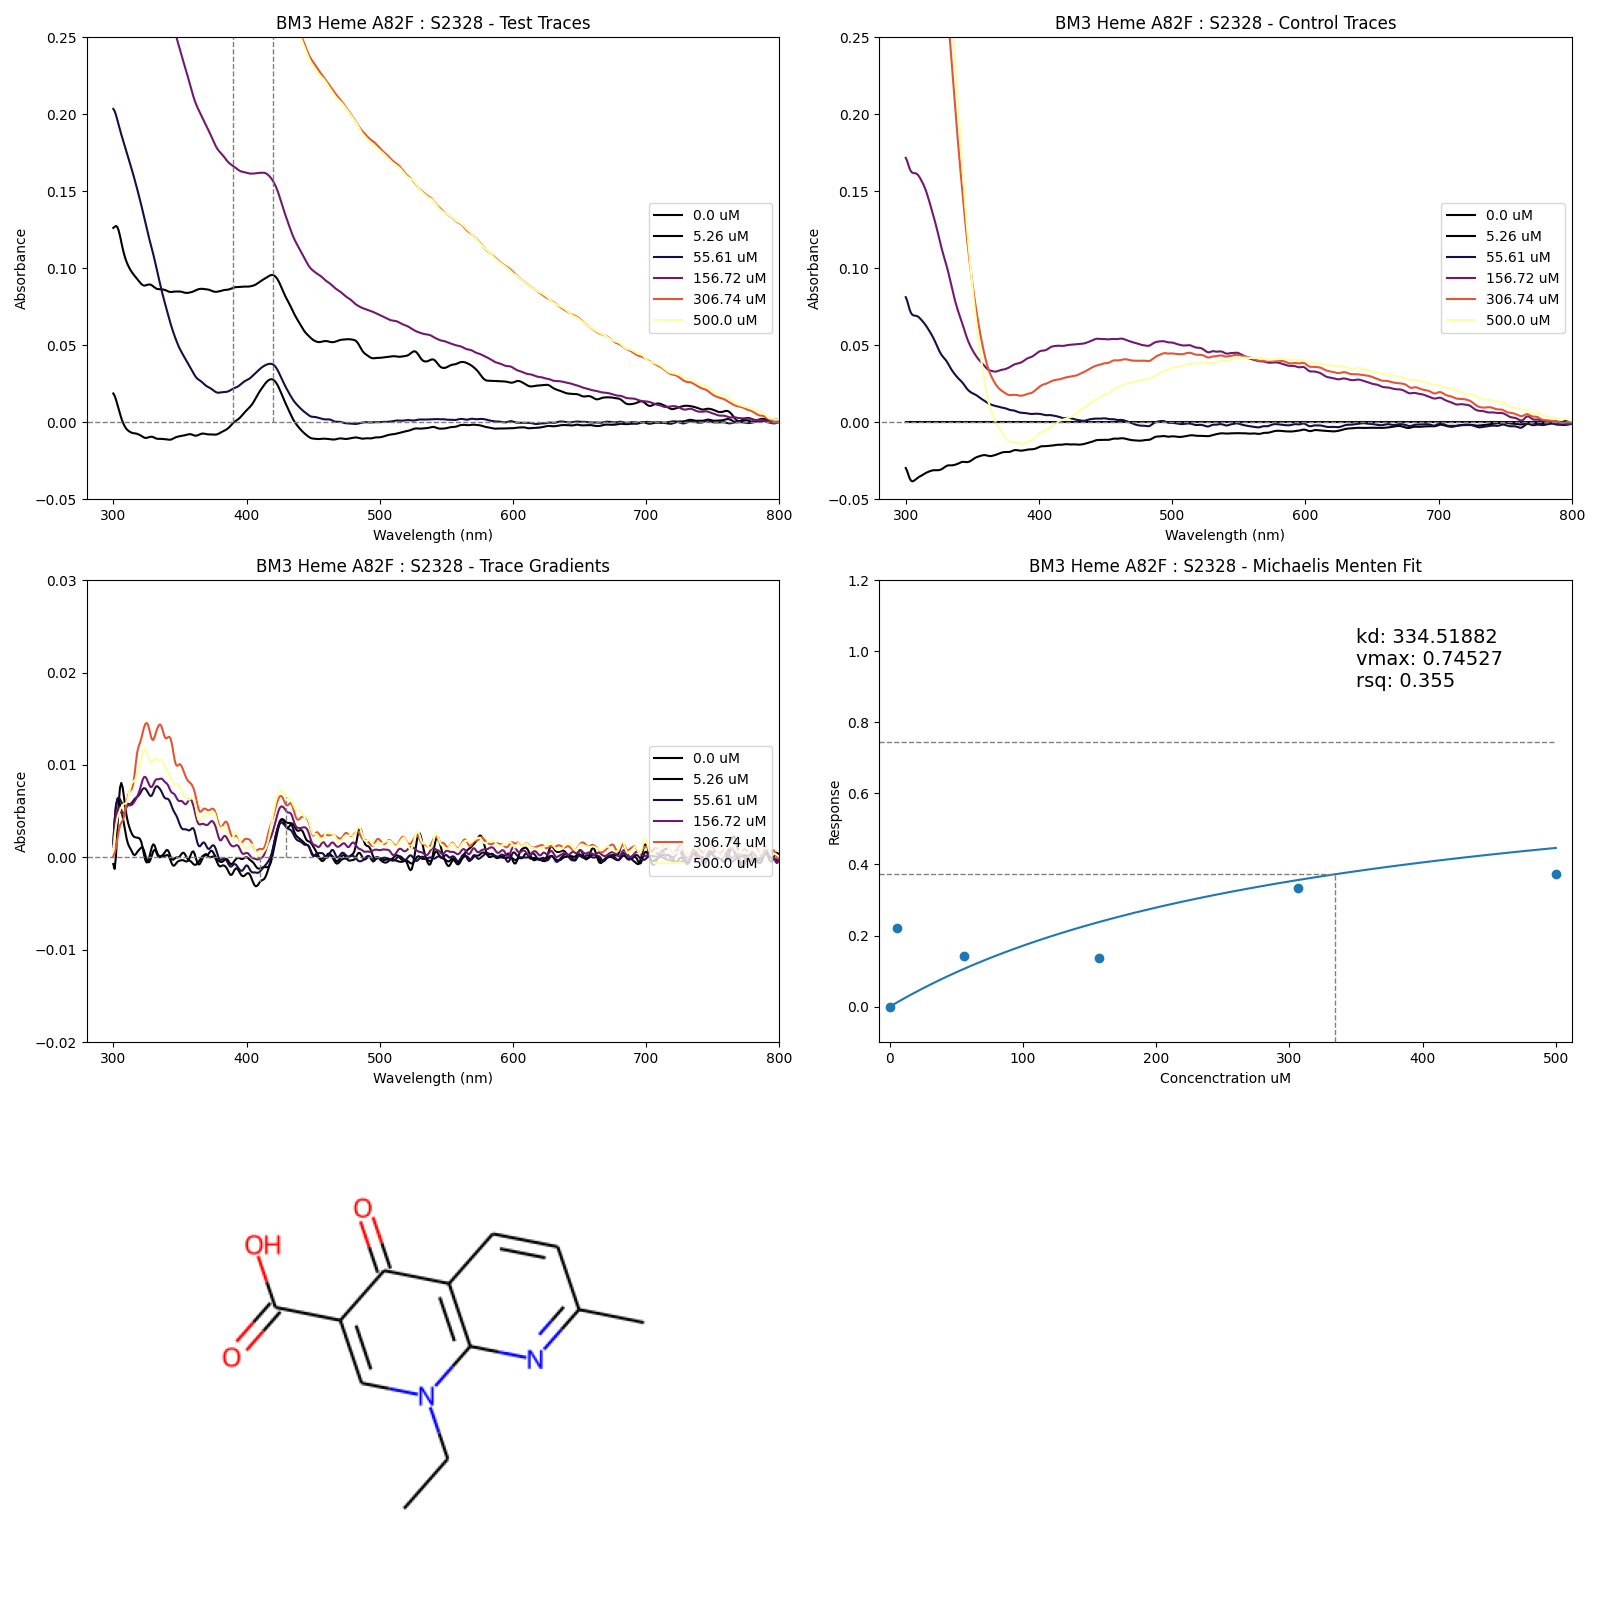 BM3 Heme A82F : S2328 - Test Traces
0.25
0.20
0.15
0.10
0.05
0.00
−0.05
Absorbance
300
400
500
600
700
800
Wavelength (nm)
0.0 uM
5.26 uM
55.61 uM
156.72 uM
306.74 uM
500.0 uM
BM3 Heme A82F : S2328 - Control Traces
0.25
0.20
0.15
0.10
0.05
0.00
−0.05
Absorbance
300
400
500
600
700
800
Wavelength (nm)
0.0 uM
5.26 uM
55.61 uM
156.72 uM
306.74 uM
500.0 uM
BM3 Heme A82F : S2328 - Trace Gradients
0.03
0.02
0.01
0.00
−0.01
−0.02
Absorbance
300
400
500
600
700
800
Wavelength (nm)
0.0 uM
5.26 uM
55.61 uM
156.72 uM
306.74 uM
500.0 uM
BM3 Heme A82F : S2328 - Michaelis Menten Fit
1.2
1.0
0.8
0.6
0.4
0.2
0.0
Response
kd: 334.51882
vmax: 0.74527
rsq: 0.355
0
100
200
300
400
500
Concenctration uM
O
OH
O
N
N